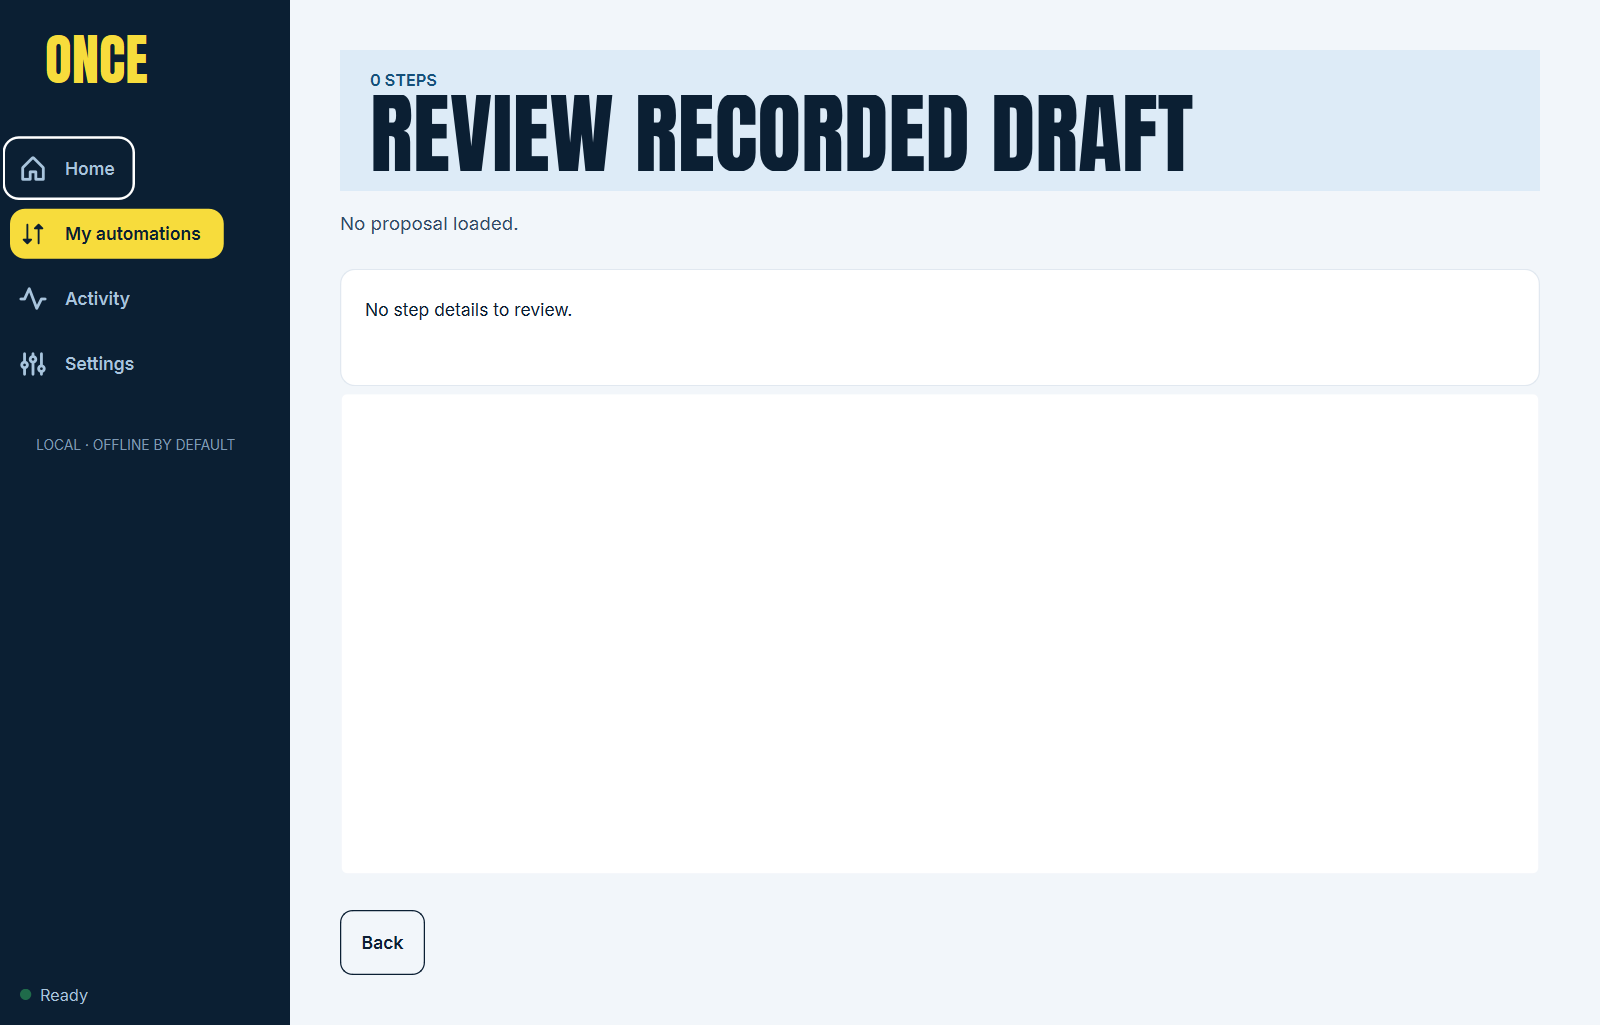 ONCE
Home
My automations
Activity
Settings
LOCAL · OFFLINE BY DEFAULT
Ready
0 STEPS
REVIEW RECORDED DRAFT
No proposal loaded.
No step details to review.
Back